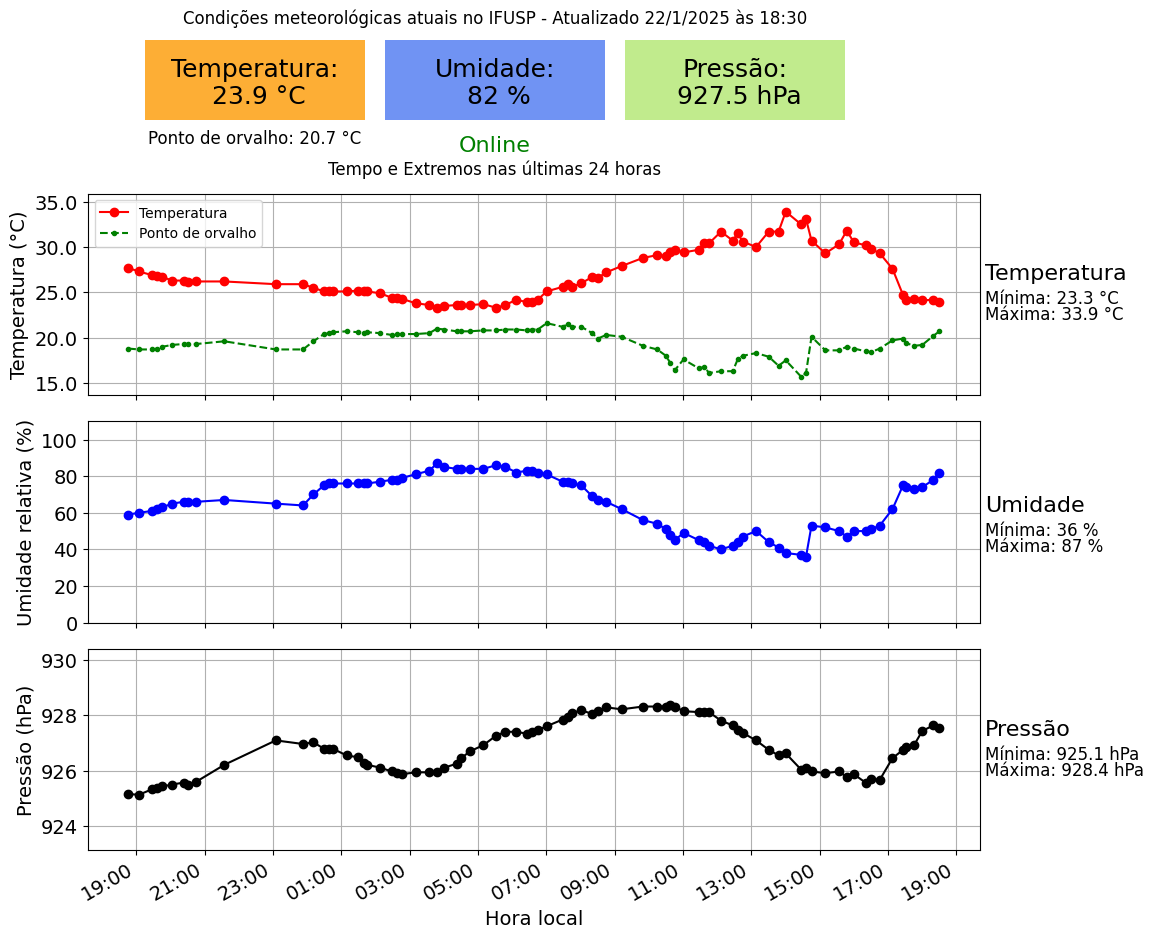 Condições meteorológicas atuais no IFUSP - Atualizado 22/1/2025 às 18:30
Temperatura:
23.9 °C
Umidade:
82 %
Pressão:
927.5 hPa
Ponto de orvalho: 20.7 °C
Online
Tempo e Extremos nas últimas 24 horas
Temperatura (°C)
35.0
30.0
25.0
20.0
15.0
Temperatura
Ponto de orvalho
Temperatura
Mínima: 23.3 °C
Máxima: 33.9 °C
Umidade relativa (%)
100
80
60
40
20
0
Umidade
Mínima: 36 %
Máxima: 87 %
Pressão (hPa)
930
928
926
924
Pressão
Mínima: 925.1 hPa
Máxima: 928.4 hPa
19:00
21:00
23:00
01:00
03:00
05:00
07:00
09:00
11:00
13:00
15:00
17:00
19:00
Hora local